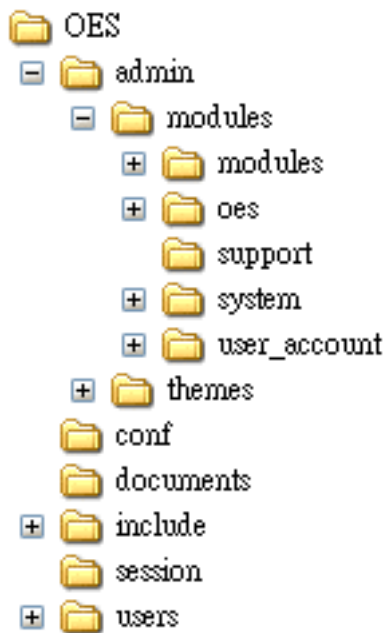 OES
admin
modules
modules
oes
support
system
user_account
themes
conf
documents
include
session
users